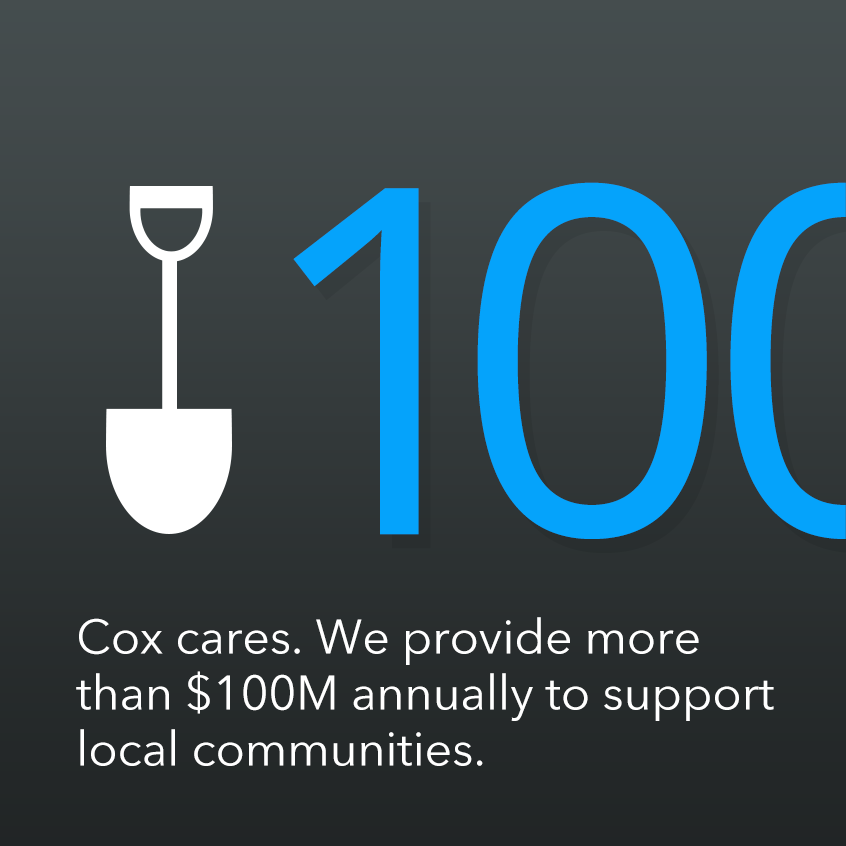 100
Cox cares. We provide more
than $100M annually to support
local communities.